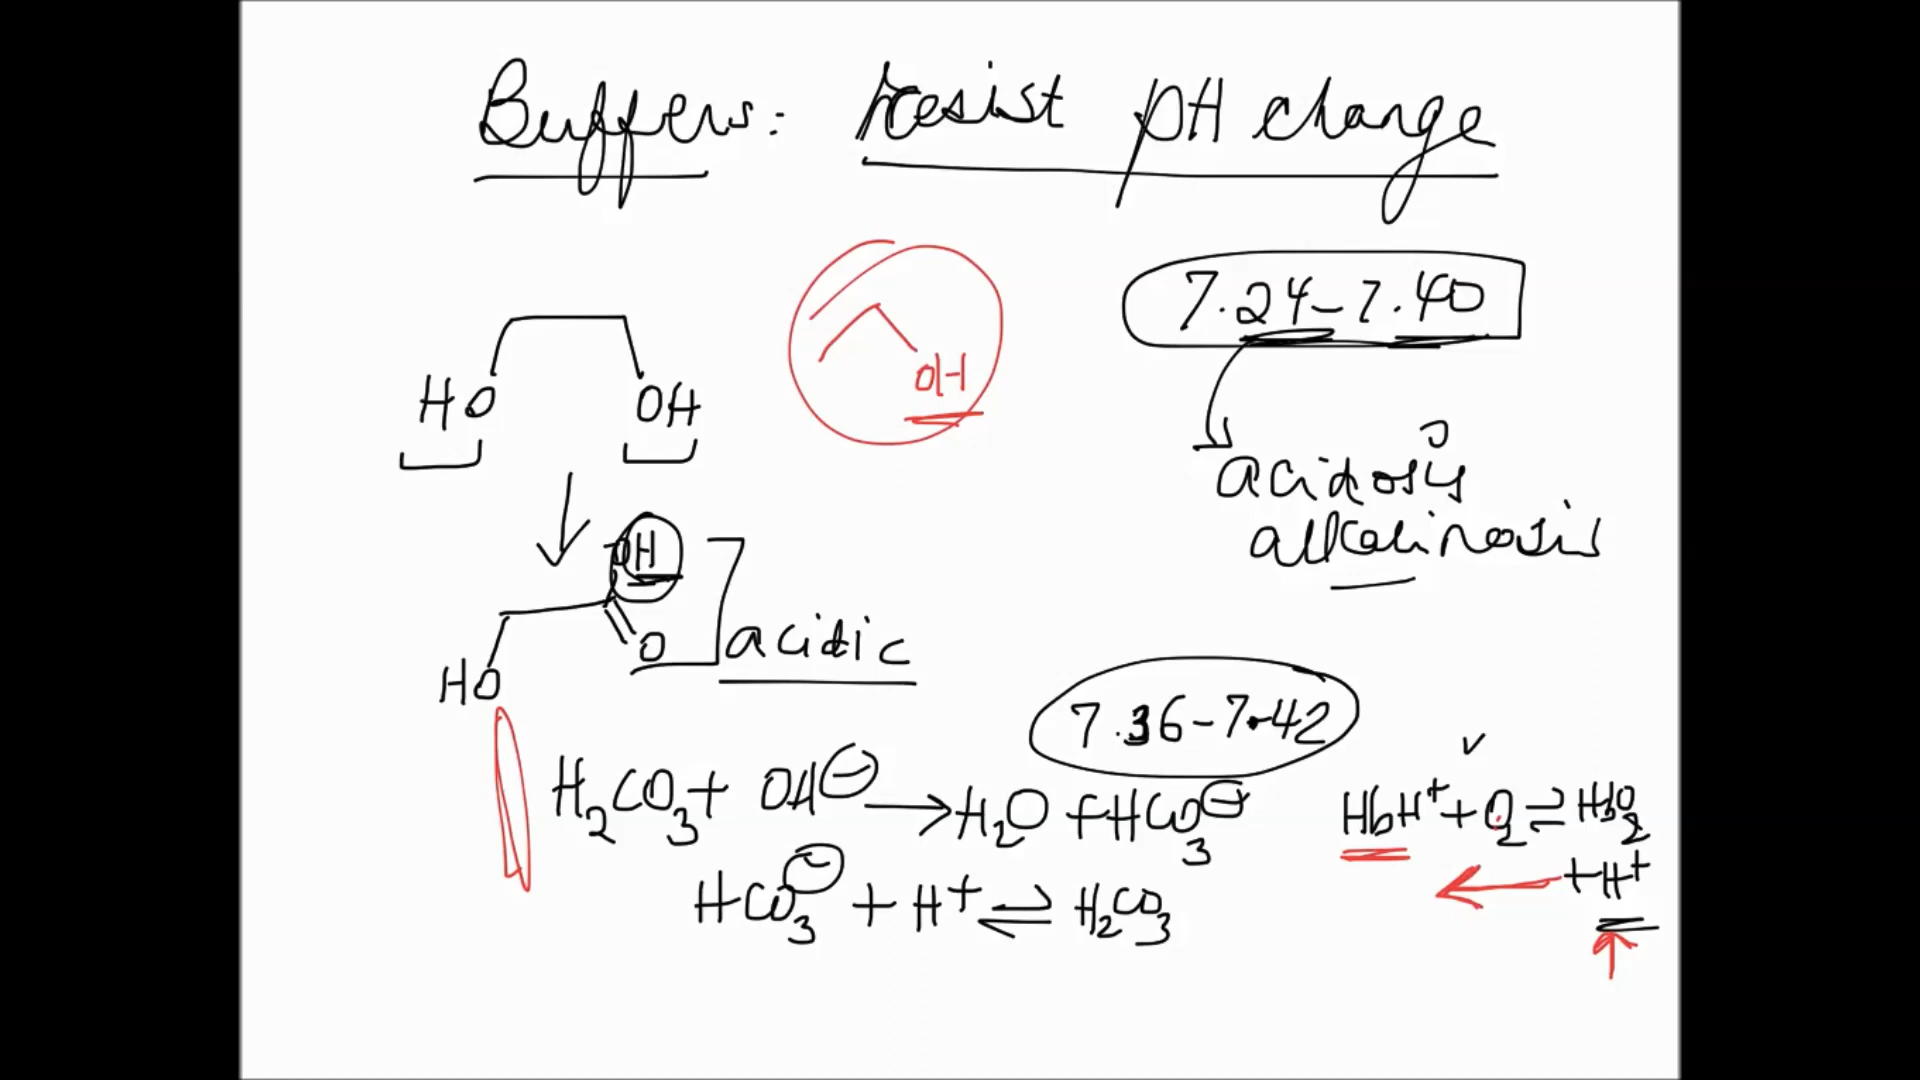 Buffers: resist pH change
7.24-7.40
HO OH
OH
acidosis
alkalinosis
OH
O
HO
acidic
7.36-7.42
H₂CO₃ + OH⊖ → H₂O + HCO₃⊖
HCO₃⊖ + H⁺ ⇌ H₂CO₃
HbH⁺ + O₂ ⇌ HbO₂
+ H⁺